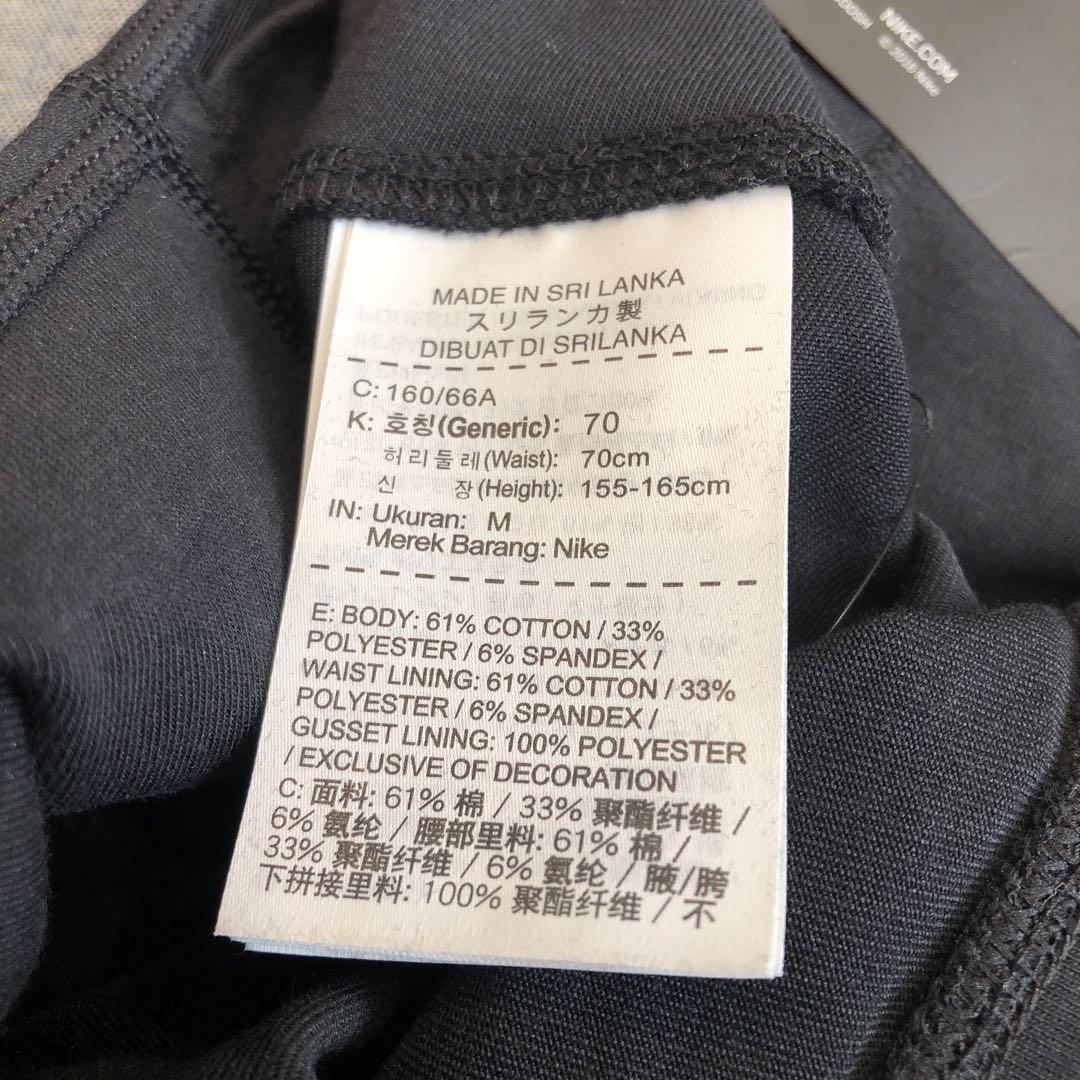 NIKE.COM
© 2018 Nike
MADE IN SRI LANKA
スリランカ製
DIBUAT DI SRILANKA
C: 160/66A
K: 호칭(Generic): 70
허리둘레(Waist): 70cm
신 장(Height): 155-165cm
IN: Ukuran: M
Merek Barang: Nike
E: BODY: 61% COTTON / 33%
POLYESTER / 6% SPANDEX /
WAIST LINING: 61% COTTON / 33%
POLYESTER / 6% SPANDEX /
GUSSET LINING: 100% POLYESTER
/ EXCLUSIVE OF DECORATION
C: 面料: 61% 棉 / 33% 聚酯纤维 /
6% 氨纶 / 腰部里料: 61% 棉 /
33% 聚酯纤维 / 6% 氨纶 / 腋/胯
下拼接里料: 100% 聚酯纤维 / 不